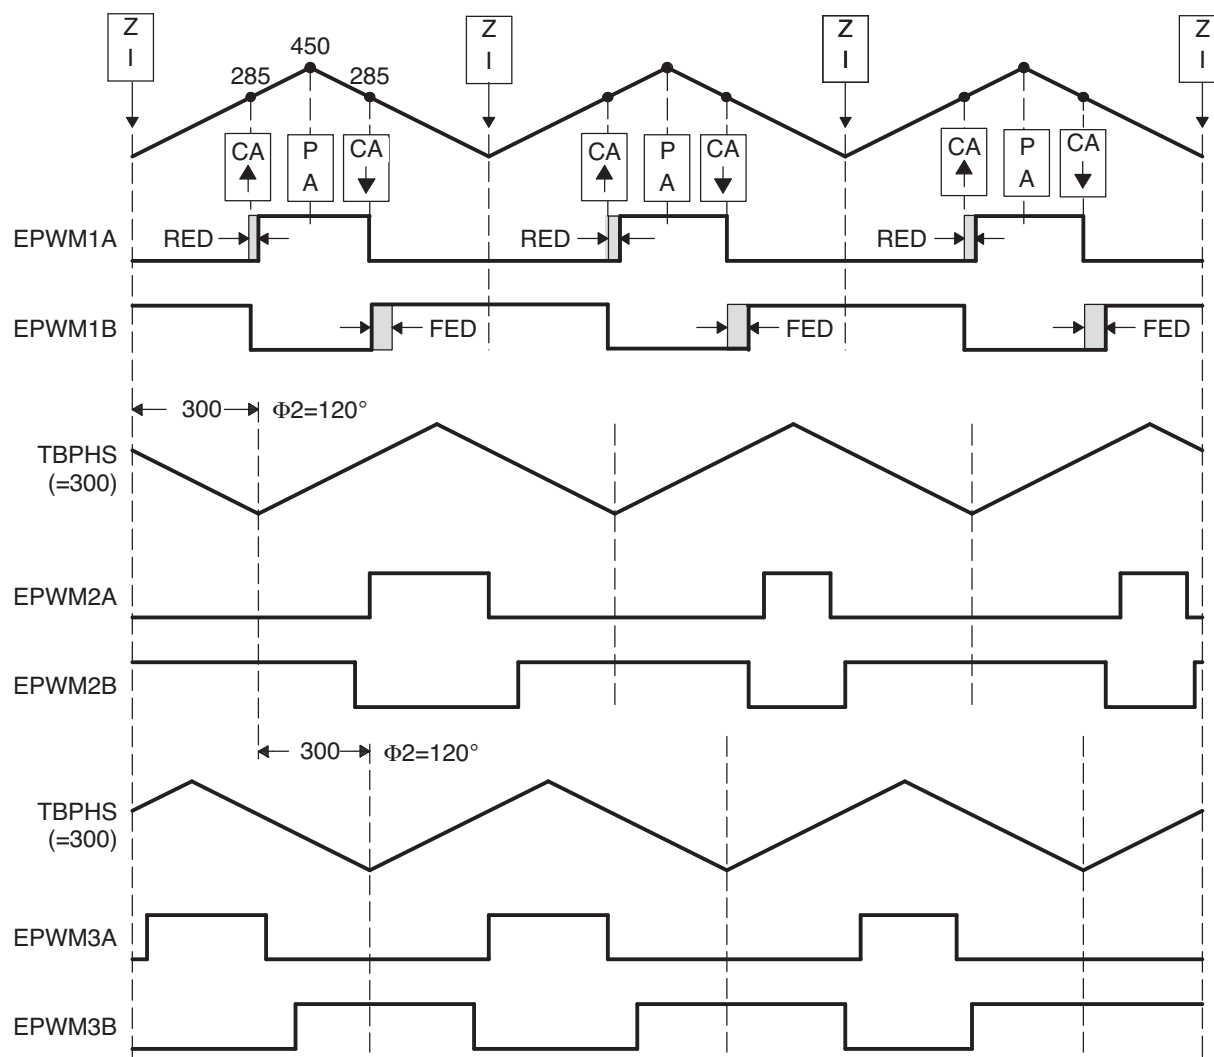 Z
I
Z
I
Z
I
Z
I
450
285
285
CA
P
A
CA
CA
P
A
CA
CA
P
A
CA
EPWM1A
RED
RED
RED
EPWM1B
FED
FED
FED
300
Φ2=120°
TBPHS
(=300)
EPWM2A
EPWM2B
300
Φ2=120°
TBPHS
(=300)
EPWM3A
EPWM3B